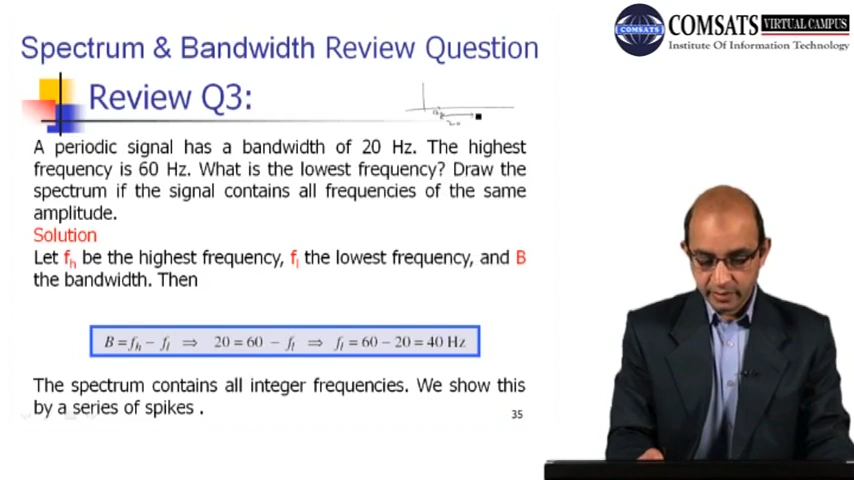 COMSATS VIRTUAL CAMPUS
COMSATS
Institute Of Information Technology
Spectrum & Bandwidth Review Question
Review Q3:
20
A periodic signal has a bandwidth of 20 Hz. The highest
frequency is 60 Hz. What is the lowest frequency? Draw the
spectrum if the signal contains all frequencies of the same
amplitude.
Solution
Let fh be the highest frequency, fl the lowest frequency, and B
the bandwidth. Then
B = fh − fl ⇒ 20 = 60 − fl ⇒ fl = 60 − 20 = 40 Hz
The spectrum contains all integer frequencies. We show this
by a series of spikes .
35